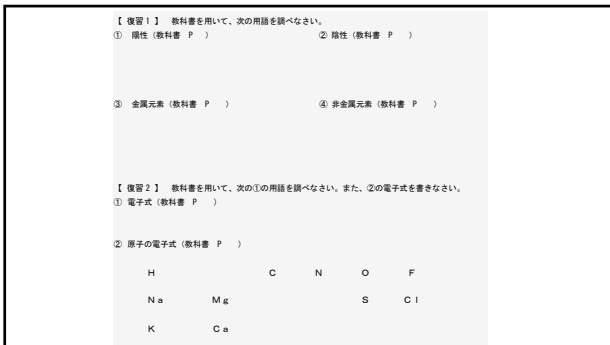 【 復習１ 】　教科書を用いて、次の用語を調べなさい。
①　陽性（教科書　Ｐ　　）　② 陰性（教科書　Ｐ　　）
③　金属元素（教科書　Ｐ　　）　④ 非金属元素（教科書　Ｐ　　）
【 復習２ 】　教科書を用いて、次の①の用語を調べなさい。また、②の電子式を書きなさい。
① 電子式（教科書　Ｐ　　）
② 原子の電子式（教科書　Ｐ　　）
Ｈ　Ｃ　Ｎ　Ｏ　Ｆ
Ｎａ　Ｍｇ　Ｓ　Ｃｌ
Ｋ　Ｃａ